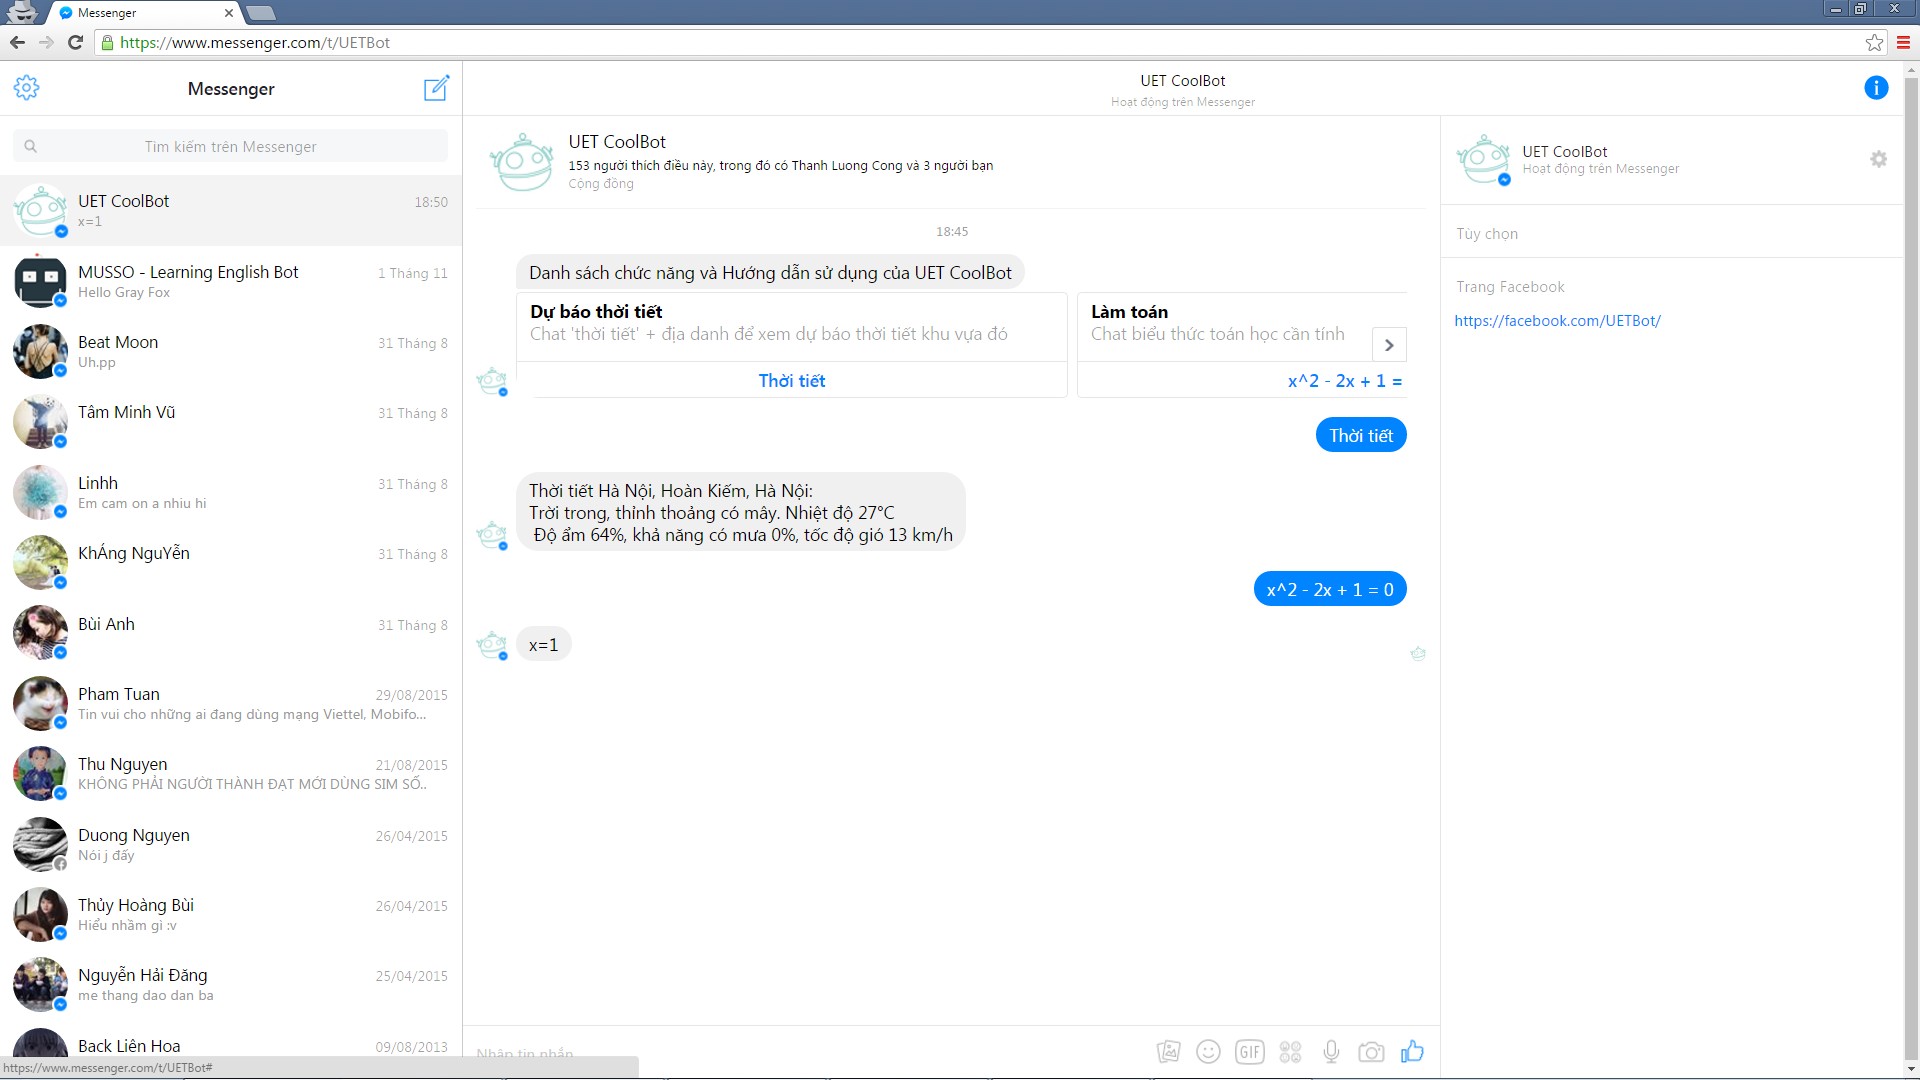 Messenger
https://www.messenger.com/t/UETBot
Messenger
Tìm kiếm trên Messenger
UET CoolBot
18:50
x=1
MUSSO - Learning English Bot
1 Tháng 11
Hello Gray Fox
Beat Moon
31 Tháng 8
Uh.pp
Tâm Minh Vũ
31 Tháng 8
Linhh
31 Tháng 8
Em cam on a nhiu hi
KhÁng NguYễn
31 Tháng 8
Bùi Anh
31 Tháng 8
Pham Tuan
29/08/2015
Tin vui cho những ai đang dùng mạng Viettel, Mobifo...
Thu Nguyen
21/08/2015
KHÔNG PHẢI NGƯỜI THÀNH ĐẠT MỚI DÙNG SIM SỐ..
Duong Nguyen
26/04/2015
Nói j đấy
Thủy Hoàng Bùi
26/04/2015
Hiểu nhầm gì :v
Nguyễn Hải Đăng
25/04/2015
me thang dao dan ba
Back Liên Hoa
09/08/2013
https://www.messenger.com/t/UETBot#
UET CoolBot
Hoạt động trên Messenger
UET CoolBot
153 người thích điều này, trong đó có Thanh Luong Cong và 3 người bạn
Cộng đồng
18:45
Danh sách chức năng và Hướng dẫn sử dụng của UET CoolBot
Dự báo thời tiết
Chat 'thời tiết' + địa danh để xem dự báo thời tiết khu vựa đó
Thời tiết
Làm toán
Chat biểu thức toán học cần tính
x^2 - 2x + 1 =
Thời tiết
Thời tiết Hà Nội, Hoàn Kiếm, Hà Nội:
Trời trong, thỉnh thoảng có mây. Nhiệt độ 27°C
Độ ẩm 64%, khả năng có mưa 0%, tốc độ gió 13 km/h
x^2 - 2x + 1 = 0
x=1
Nhập tin nhắn
GIF
UET CoolBot
Hoạt động trên Messenger
Tùy chọn
Trang Facebook
https://facebook.com/UETBot/